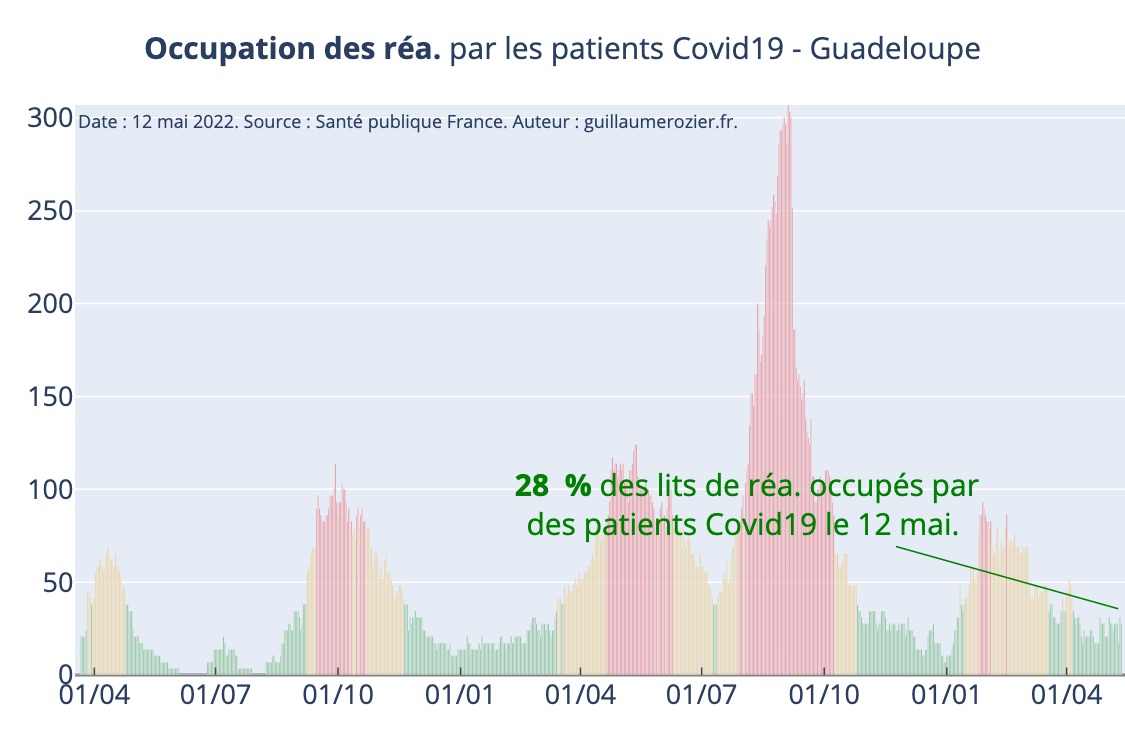 Occupation des réa. par les patients Covid19 - Guadeloupe
300
Date : 12 mai 2022. Source : Santé publique France. Auteur : guillaumerozier.fr.
250
200
150
100
28 % des lits de réa. occupés par
des patients Covid19 le 12 mai.
50
0
01/04 01/07 01/10 01/01 01/04 01/07 01/10 01/01 01/04